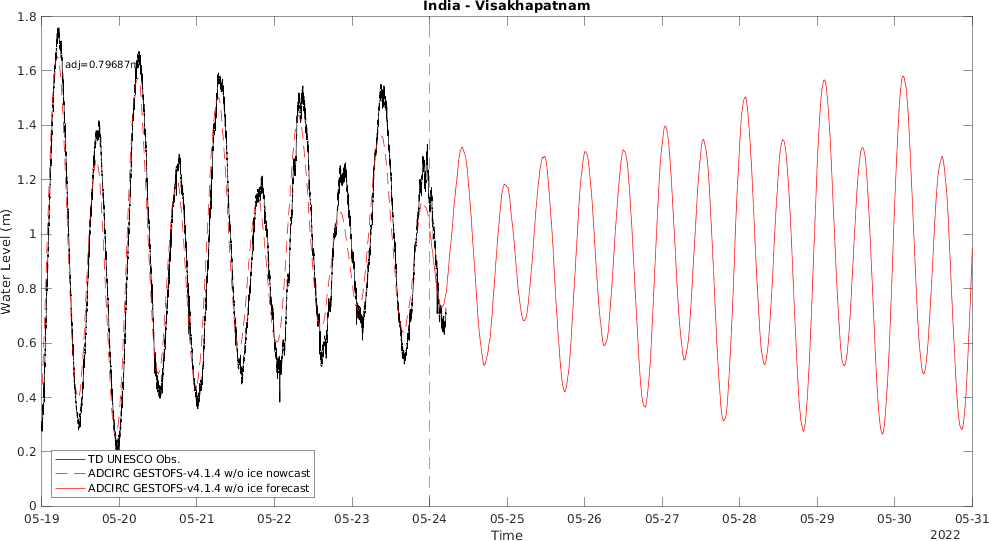 India - Visakhapatnam
1.8
1.6
1.4
1.2
1
0.8
0.6
0.4
0.2
0
Water Level (m)
adj=0.79687m
TD UNESCO Obs.
ADCIRC GESTOFS-v4.1.4 w/o ice nowcast
ADCIRC GESTOFS-v4.1.4 w/o ice forecast
05-19 05-20 05-21 05-22 05-23 05-24 05-25 05-26 05-27 05-28 05-29 05-30 05-31
Time
2022